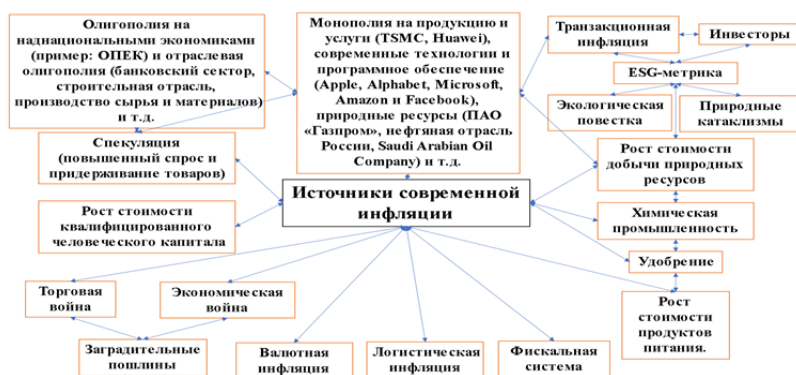 Олигополия на
наднациональными экономиками
(пример: ОПЕК) и отраслевая
олигополия (банковский сектор,
строительная отрасль,
производство сырья и материалов)
и т.д.
Монополия на продукцию и
услуги (TSMC, Huawei),
современные технологии и
программное обеспечение
(Apple, Alphabet, Microsoft,
Amazon и Facebook),
природные ресурсы (ПАО
«Газпром», нефтяная отрасль
России, Saudi Arabian Oil
Company) и т.д.
Транзакционная
инфляция
Инвесторы
ESG-метрика
Экологическая
повестка
Природные
катаклизмы
Спекуляция
(повышенный спрос и
придерживание товаров)
Рост стоимости
добычи природных
ресурсов
Источники современной
инфляции
Рост стоимости
квалифицированного
человеческого капитала
Химическая
промышленность
Удобрение
Торговая
война
Экономическая
война
Рост
стоимости
продуктов
питания.
Заградительные
пошлины
Валютная
инфляция
Логистическая
инфляция
Фискальная
система